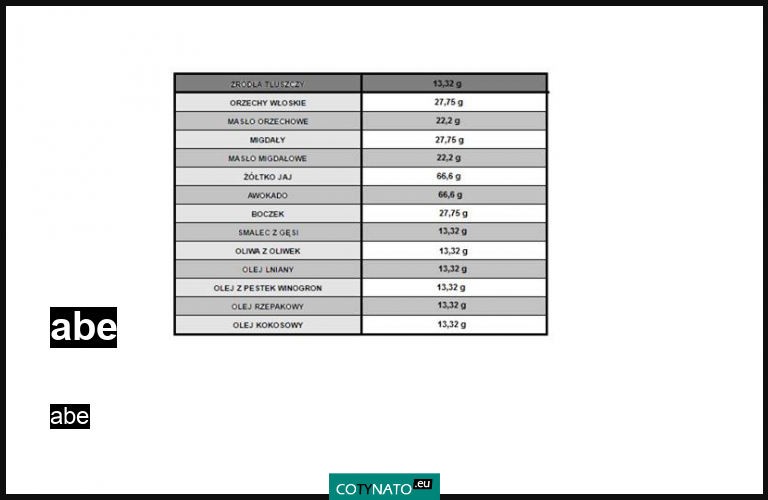 ŻRÓDŁA TŁUSZCZY 13,32 g
ORZECHY WŁOSKIE 27,75 g
MASŁO ORZECHOWE 22,2 g
MIGDAŁY 27,75 g
MASŁO MIGDAŁOWE 22,2 g
ŻÓŁTKO JAJ 66,6 g
AWOKADO 66,6 g
BOCZEK 27,75 g
SMALEC Z GĘSI 13,32 g
OLIWA Z OLIWEK 13,32 g
OLEJ LNIANY 13,32 g
OLEJ Z PESTEK WINOGRON 13,32 g
OLEJ RZEPAKOWY 13,32 g
OLEJ KOKOSOWY 13,32 g
abe
abe
COTYNATO.eu